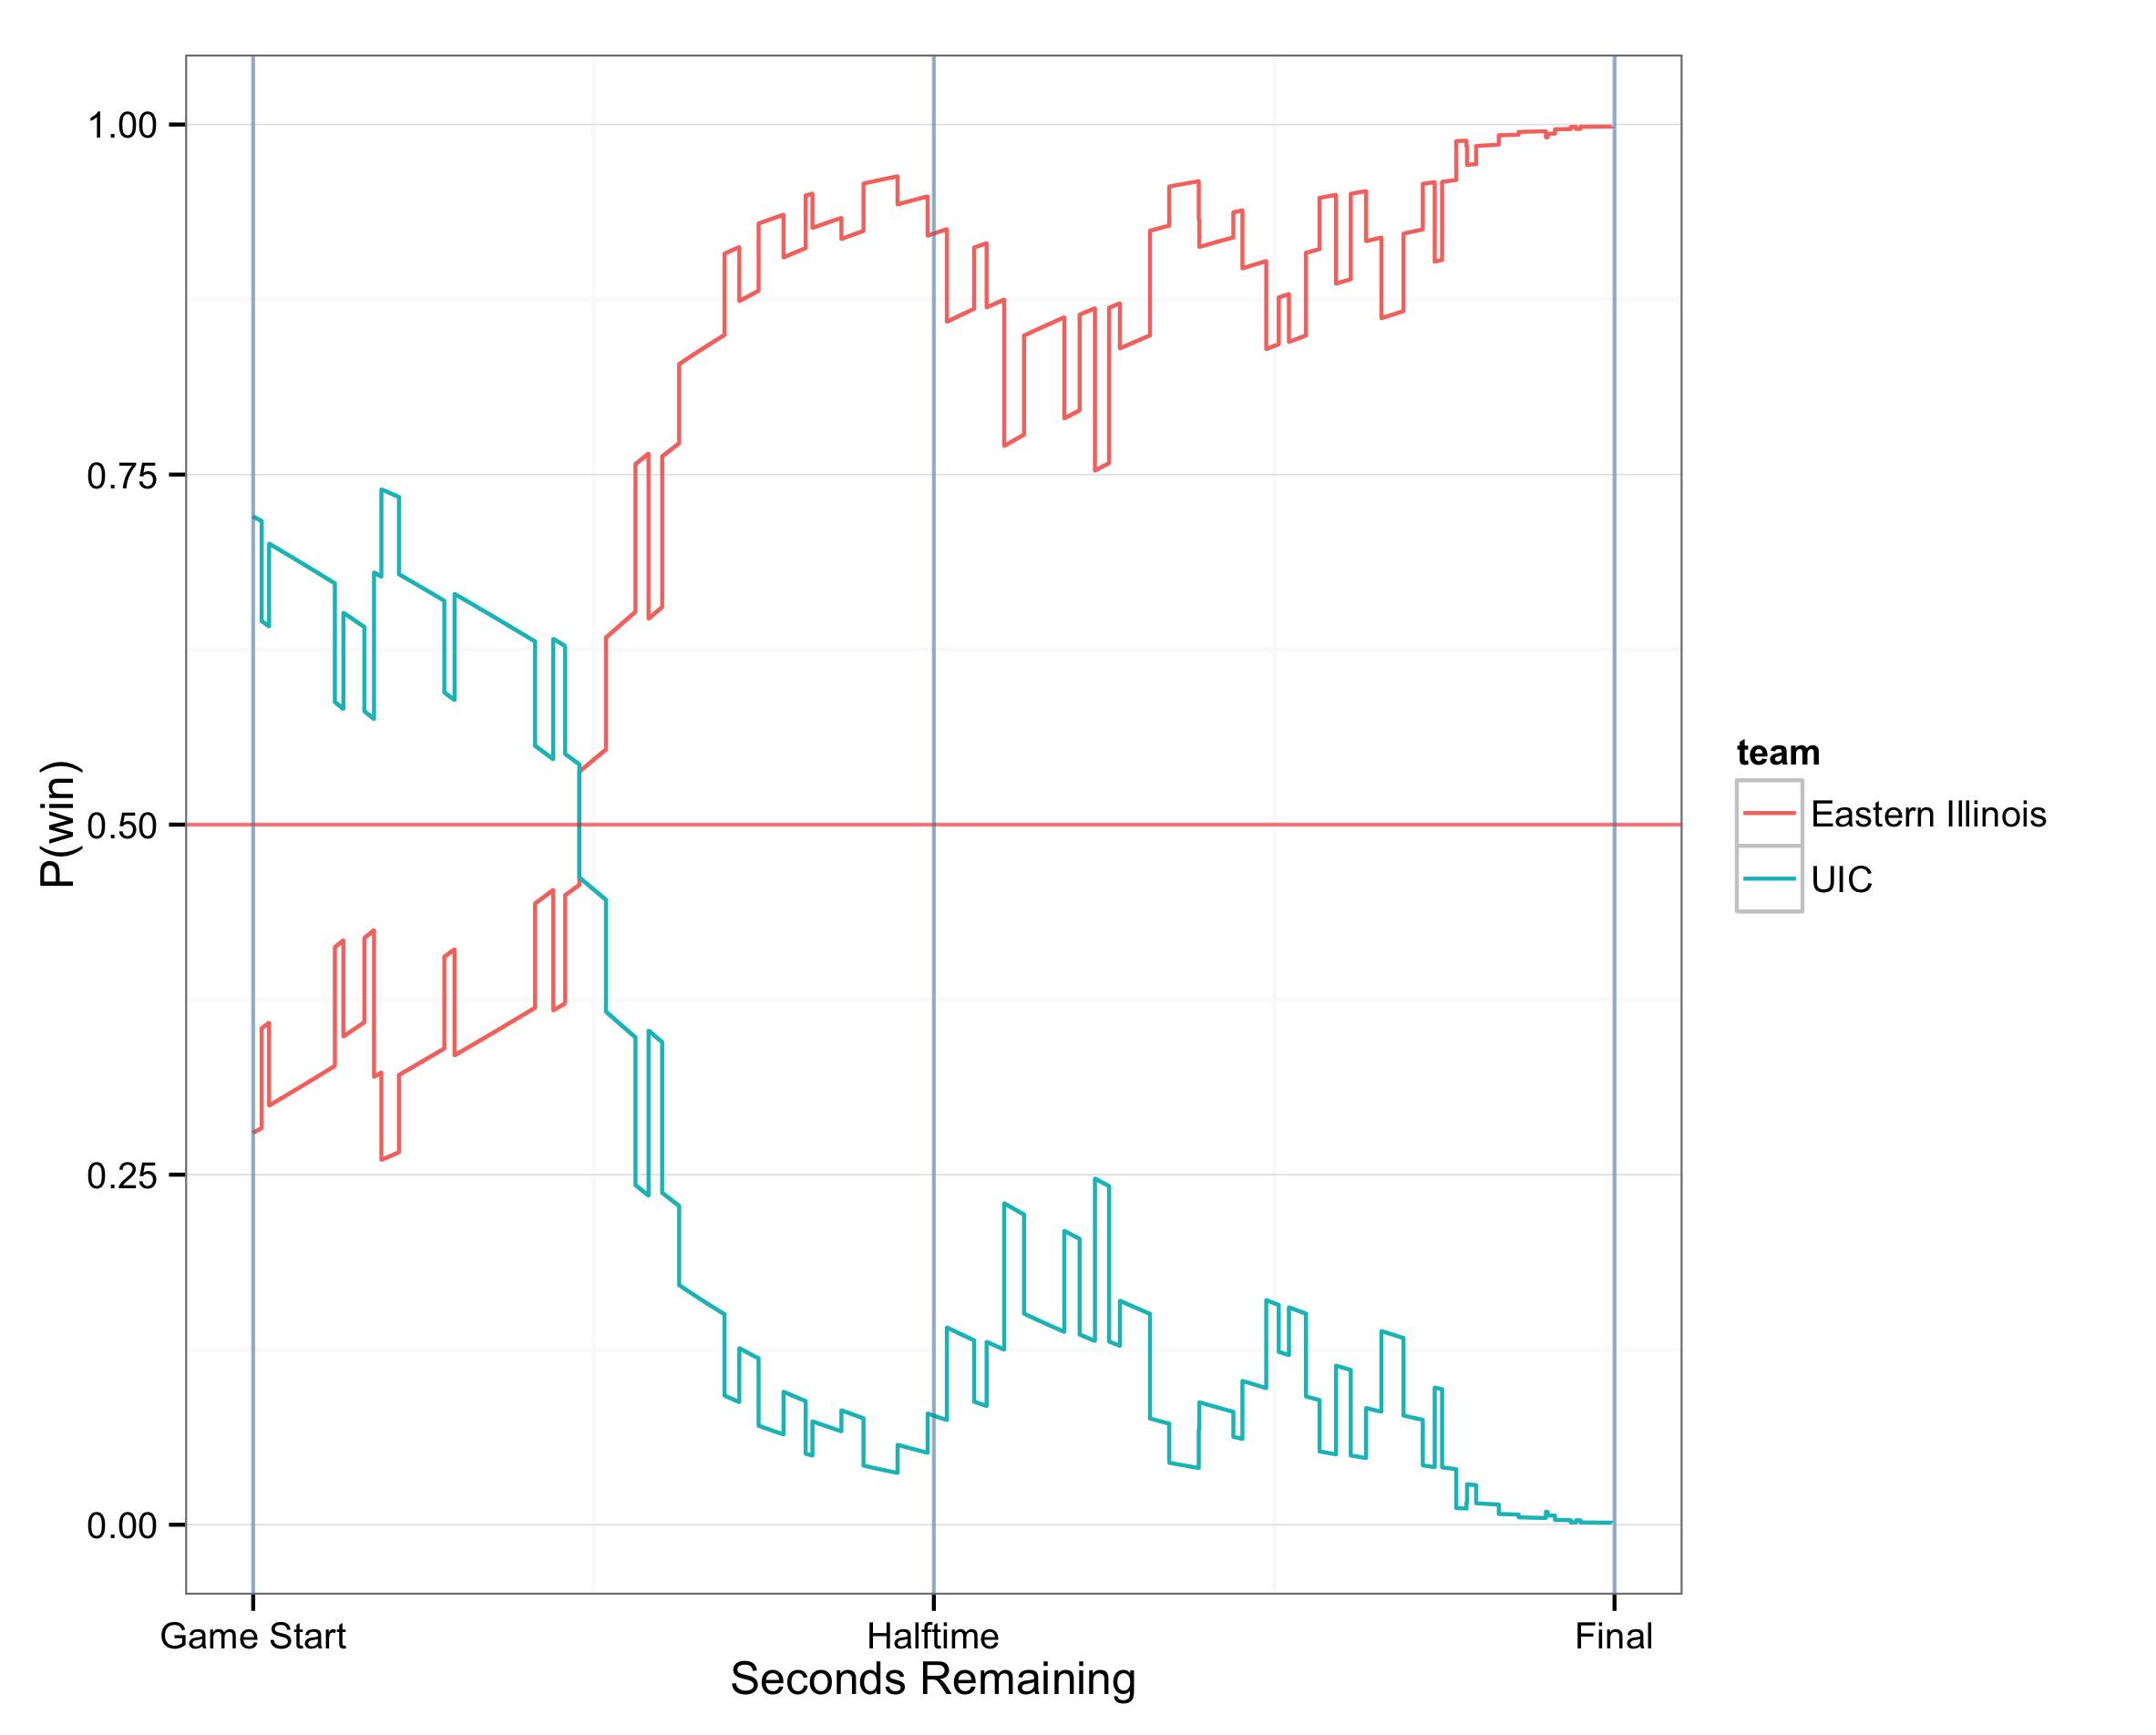 1.00
0.75
0.50
0.25
0.00
P(win)
Game Start
Halftime
Final
Seconds Remaining
team
Eastern Illinois
UIC